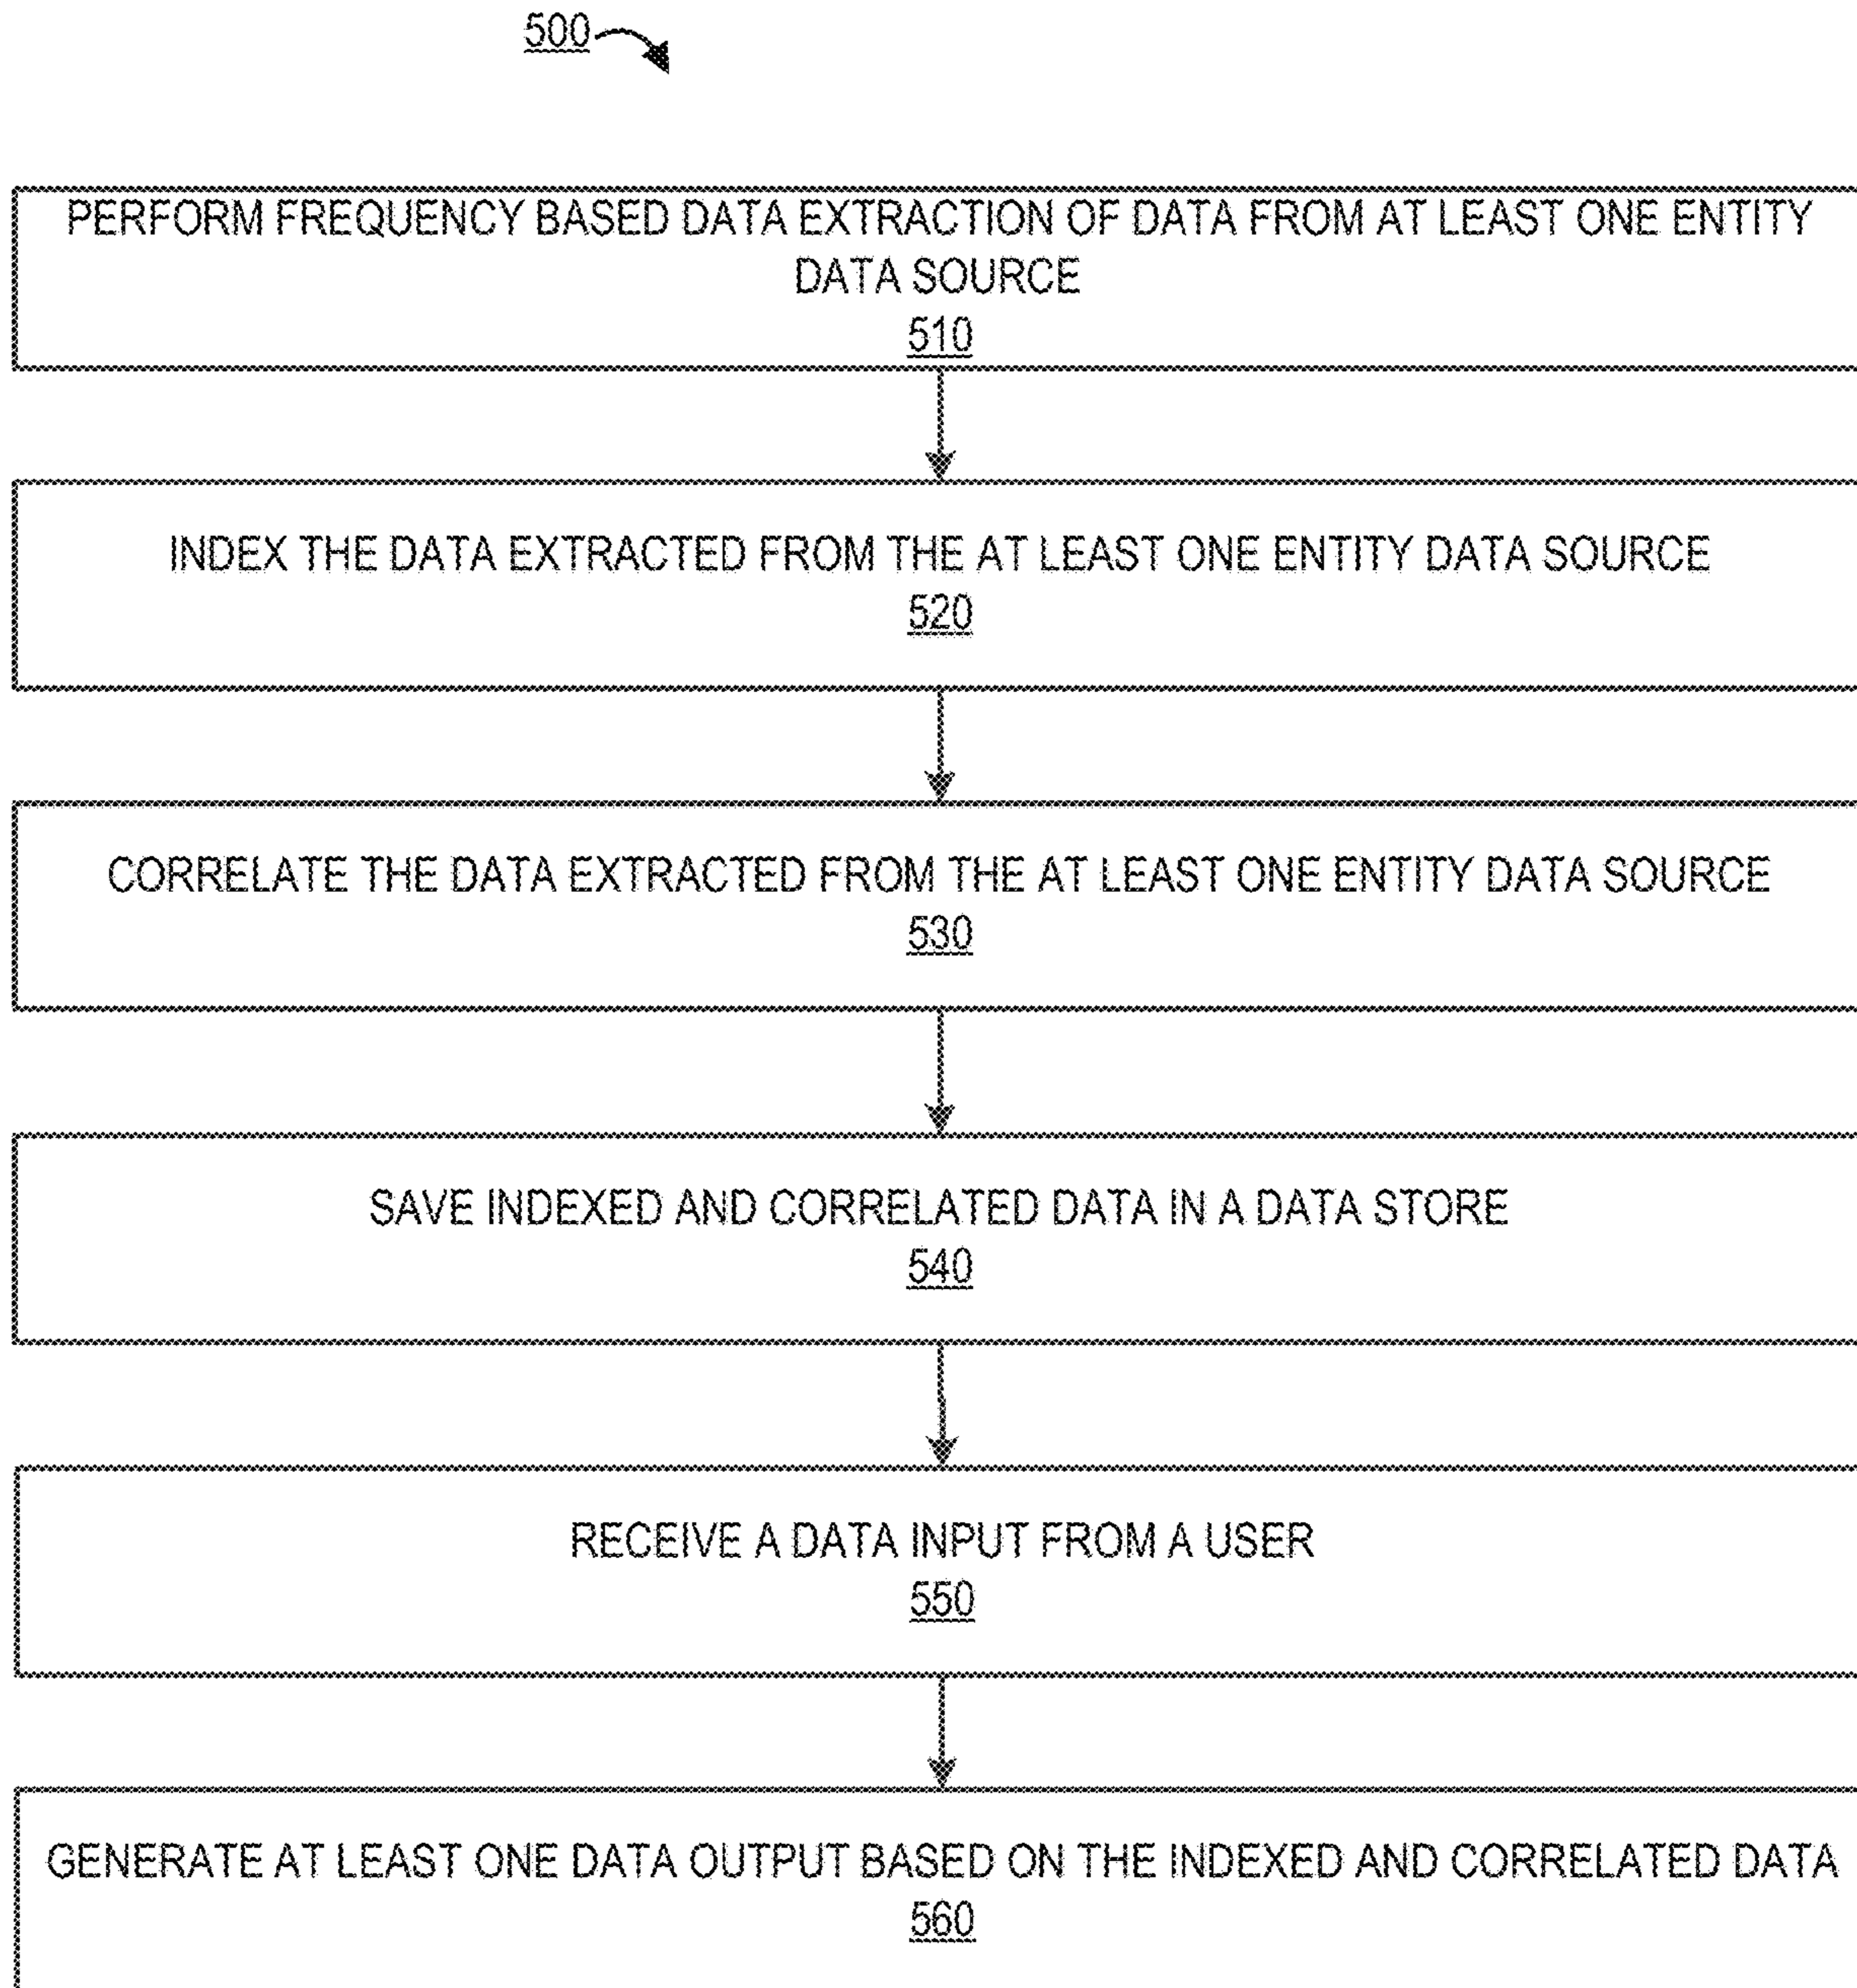 500
PERFORM FREQUENCY BASED DATA EXTRACTION OF DATA FROM AT LEAST ONE ENTITY
DATA SOURCE
510
INDEX THE DATA EXTRACTED FROM THE AT LEAST ONE ENTITY DATA SOURCE
520
CORRELATE THE DATA EXTRACTED FROM THE AT LEAST ONE ENTITY DATA SOURCE
530
SAVE INDEXED AND CORRELATED DATA IN A DATA STORE
540
RECEIVE A DATA INPUT FROM A USER
550
GENERATE AT LEAST ONE DATA OUTPUT BASED ON THE INDEXED AND CORRELATED DATA
560